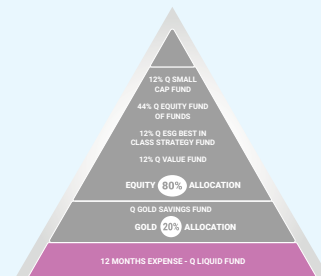 12% Q SMALL
CAP FUND
44% Q EQUITY FUND
OF FUNDS
12% Q ESG BEST IN
CLASS STRATEGY FUND
12% Q VALUE FUND
EQUITY 80% ALLOCATION
Q GOLD SAVINGS FUND
GOLD 20% ALLOCATION
12 MONTHS EXPENSE - Q LIQUID FUND